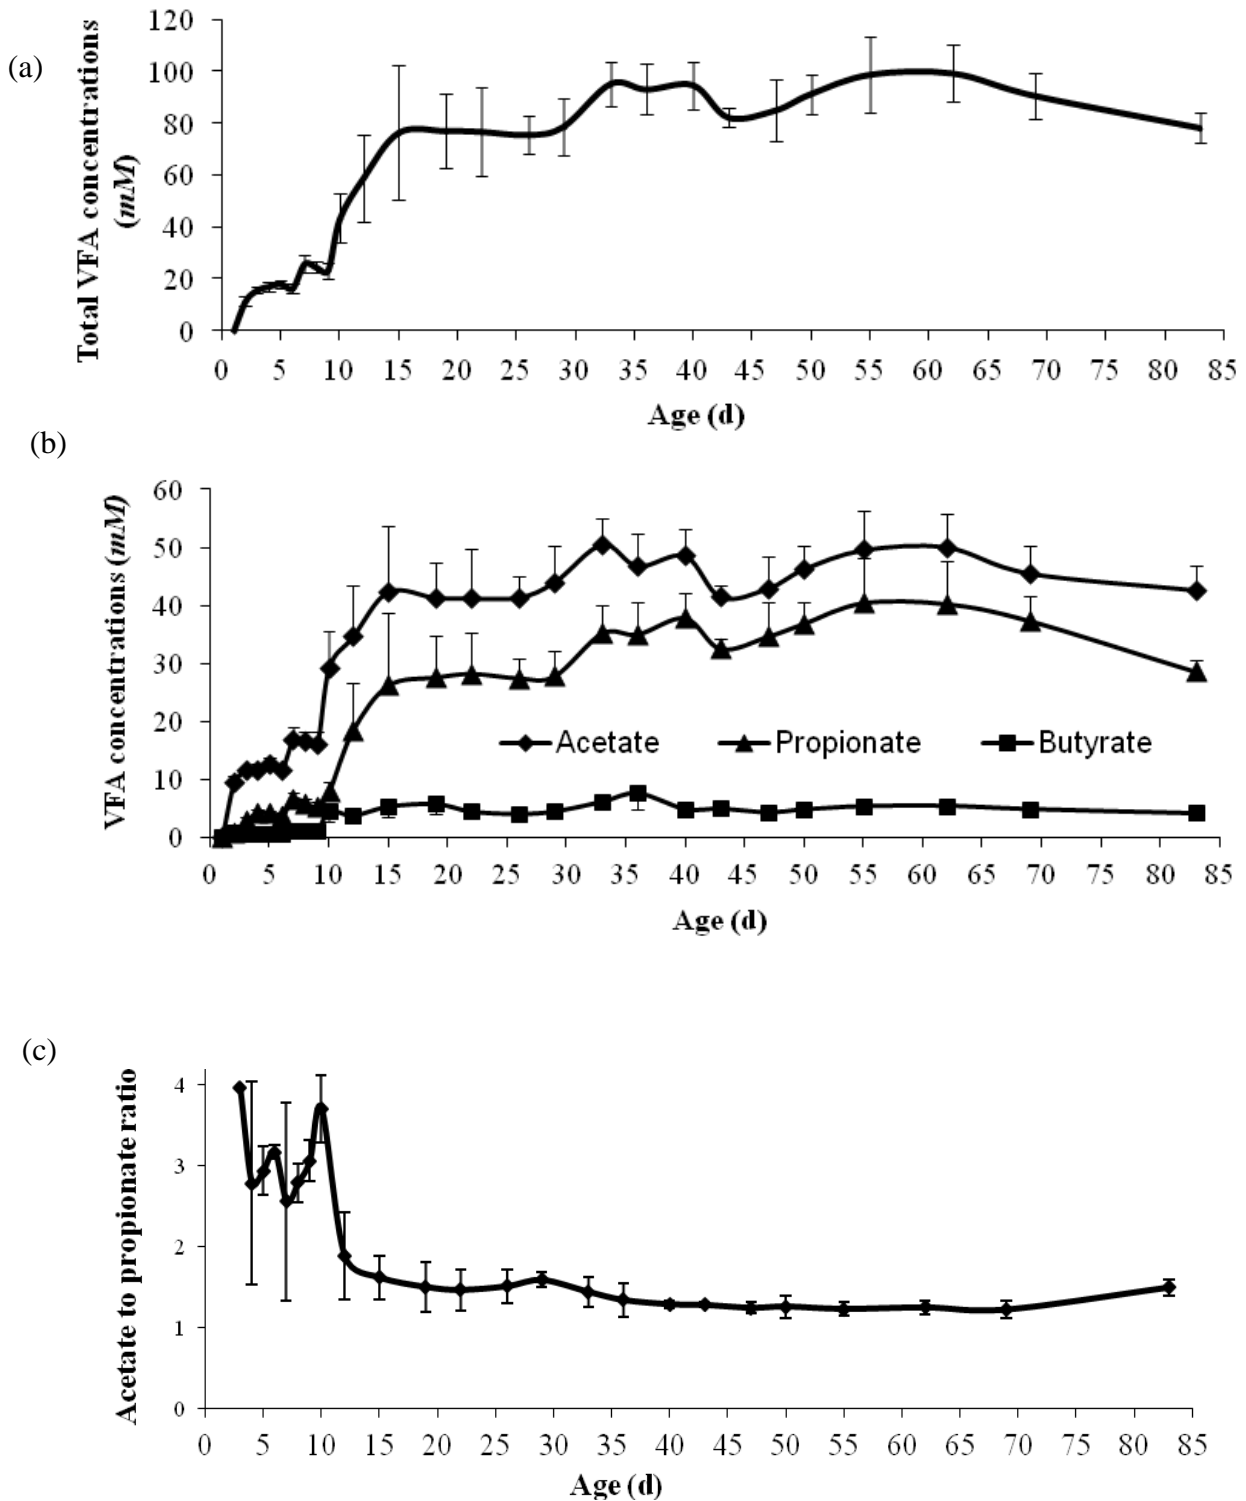 (a)
Total VFA concentrations
(mM)
120
100
80
60
40
20
0
0 5 10 15 20 25 30 35 40 45 50 55 60 65 70 75 80 85
Age (d)
(b)
VFA concentrations (mM)
60
50
40
30
20
10
0
Acetate Propionate Butyrate
0 5 10 15 20 25 30 35 40 45 50 55 60 65 70 75 80 85
Age (d)
(c)
Acetate to propionate ratio
4
3
2
1
0
0 5 10 15 20 25 30 35 40 45 50 55 60 65 70 75 80 85
Age (d)